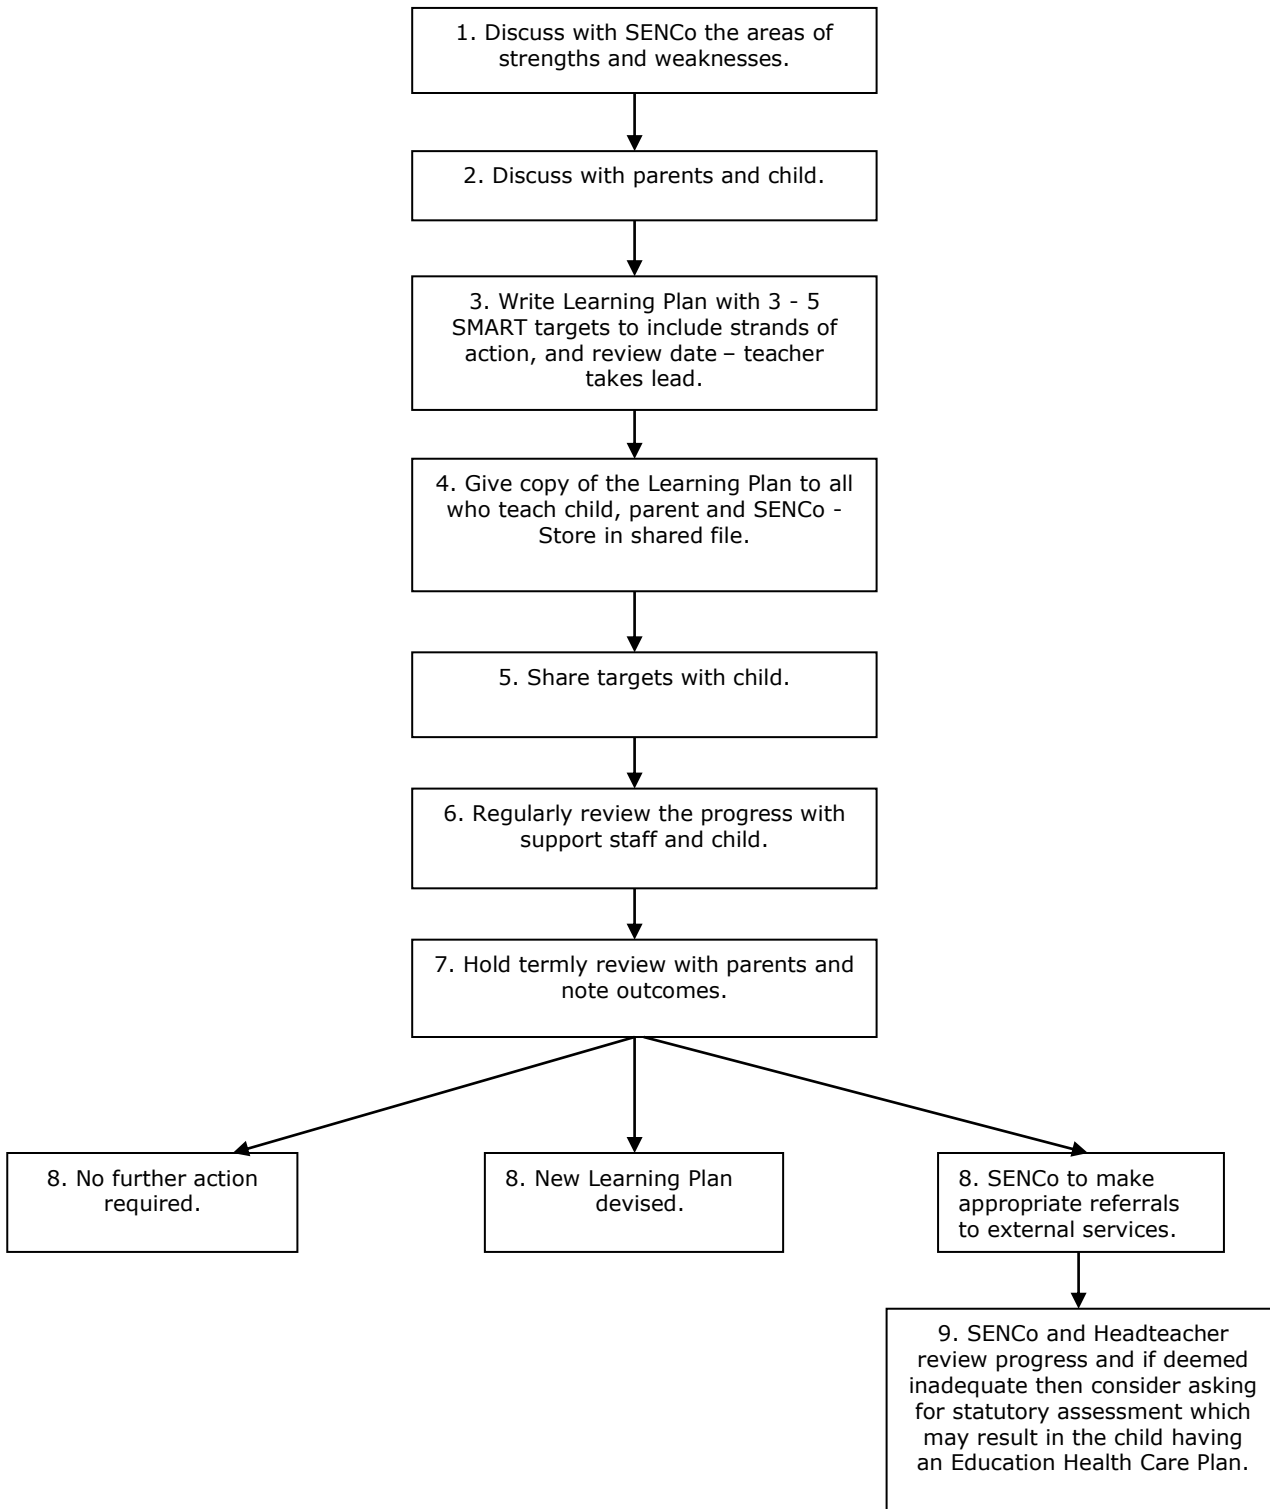 1. Discuss with SENCo the areas of
strengths and weaknesses.
2. Discuss with parents and child.
3. Write Learning Plan with 3 - 5
SMART targets to include strands of
action, and review date – teacher
takes lead.
4. Give copy of the Learning Plan to all
who teach child, parent and SENCo -
Store in shared file.
5. Share targets with child.
6. Regularly review the progress with
support staff and child.
7. Hold termly review with parents and
note outcomes.
8. No further action
required.
8. New Learning Plan
devised.
8. SENCo to make
appropriate referrals
to external services.
9. SENCo and Headteacher
review progress and if deemed
inadequate then consider asking
for statutory assessment which
may result in the child having
an Education Health Care Plan.